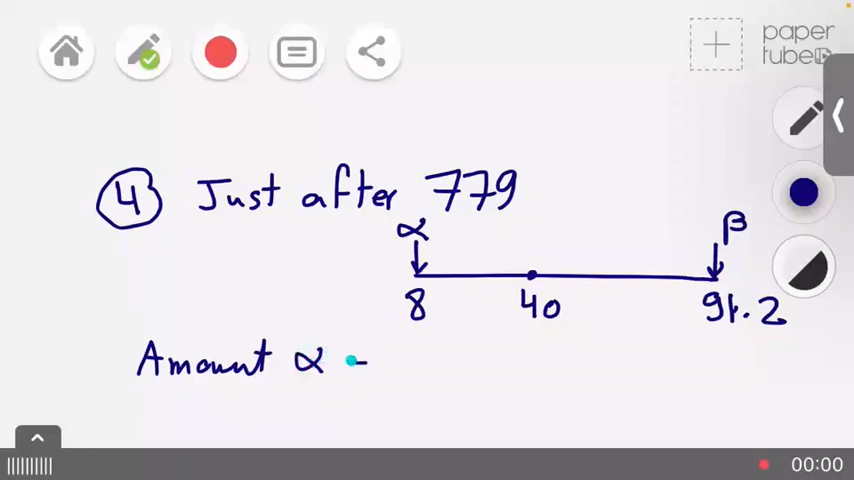 paper
tube
④ Just after 779
α β
8 40 91.2
Amount α -
00:00